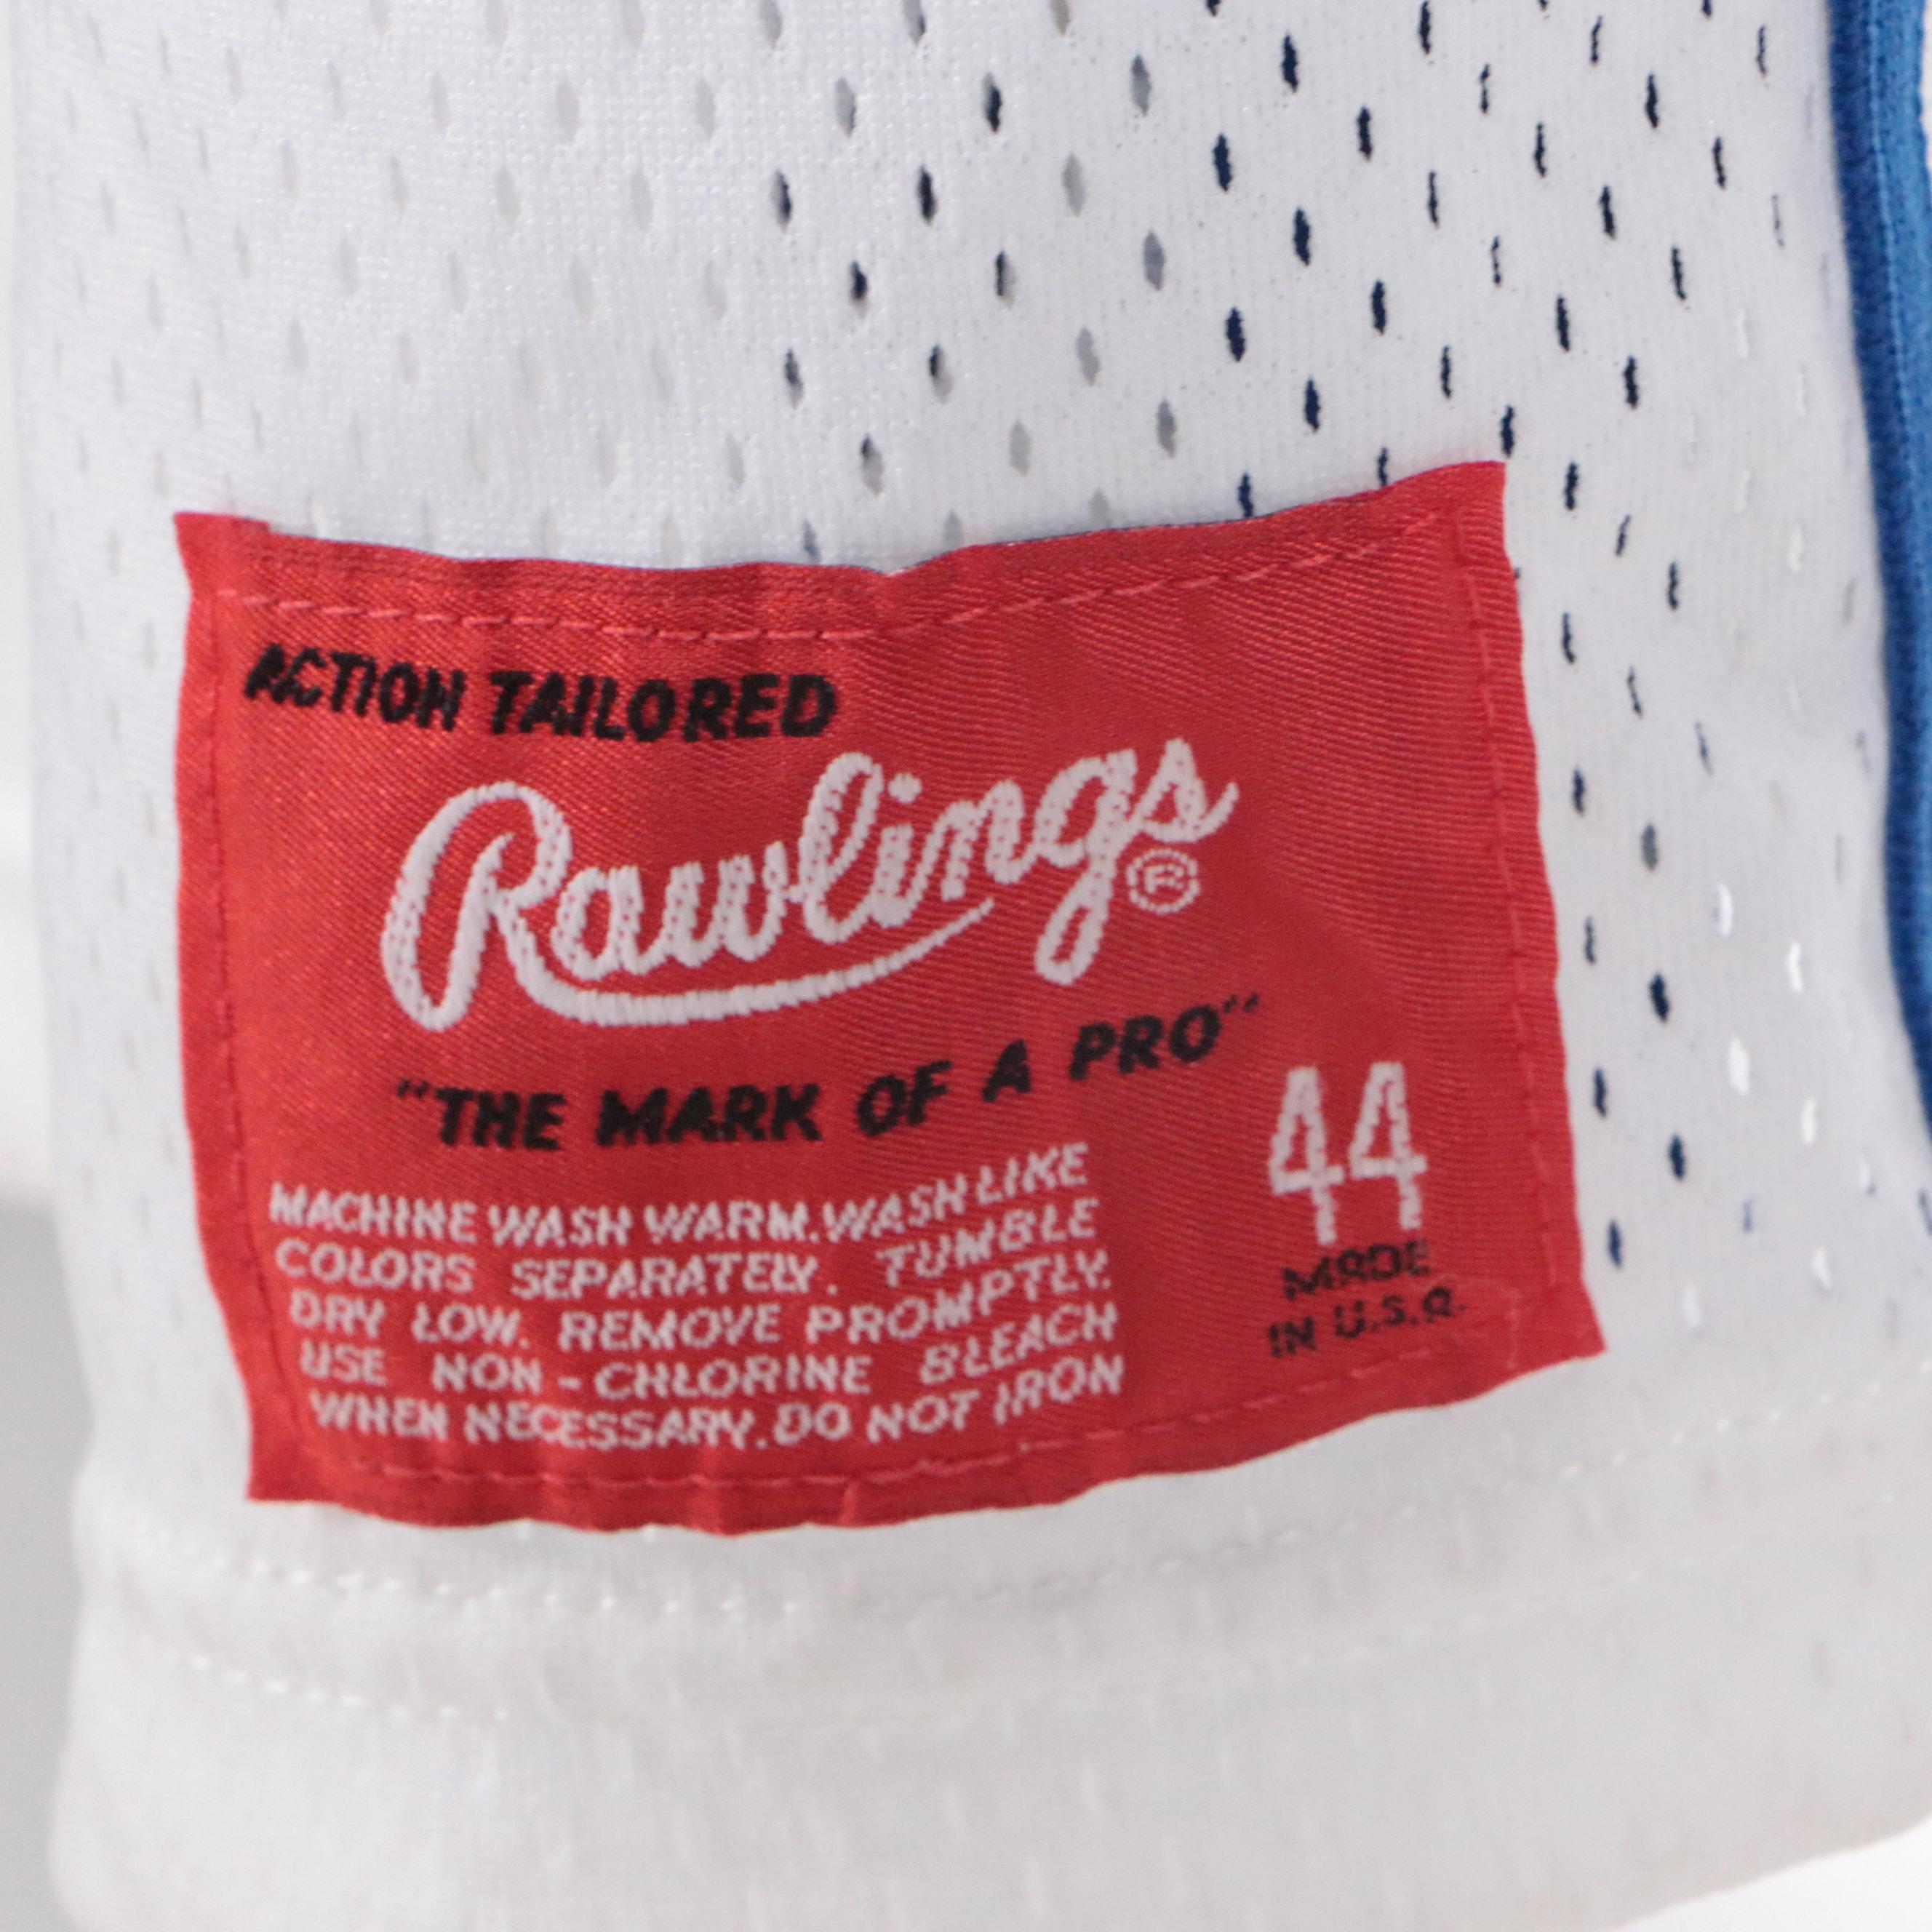 ACTION TAILORED
Rawlings®
"THE MARK OF A PRO"
44
MADE
IN U.S.A.
MACHINE WASH WARM. WASH LIKE
COLORS SEPARATELY. TUMBLE
DRY LOW. REMOVE PROMPTLY.
USE NON-CHLORINE BLEACH
WHEN NECESSARY. DO NOT IRON